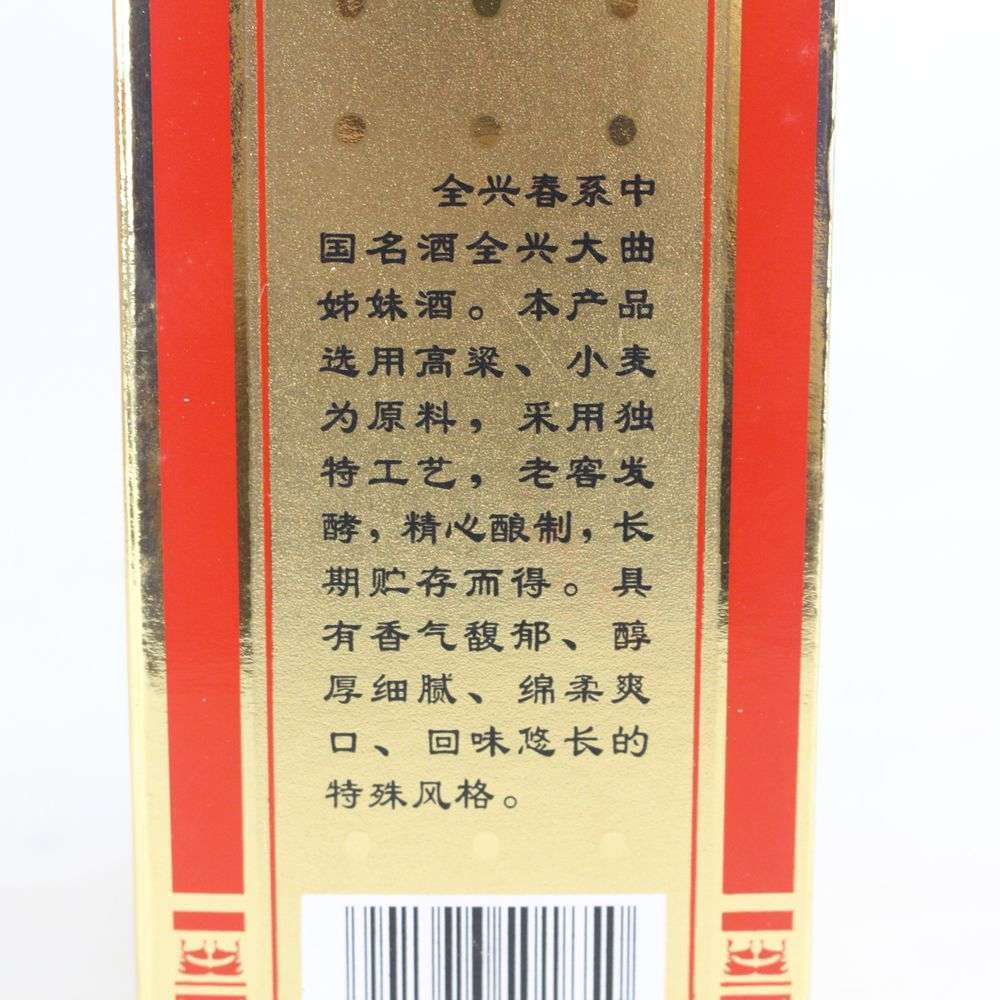 全兴春系中
国名酒全兴大曲
姊妹酒。本产品
选用高粱、小麦
为原料，采用独
特工艺，老窖发
酵，精心酿制，长
期贮存而得。具
有香气馥郁、醇
厚细腻、绵柔爽
口、回味悠长的
特殊风格。